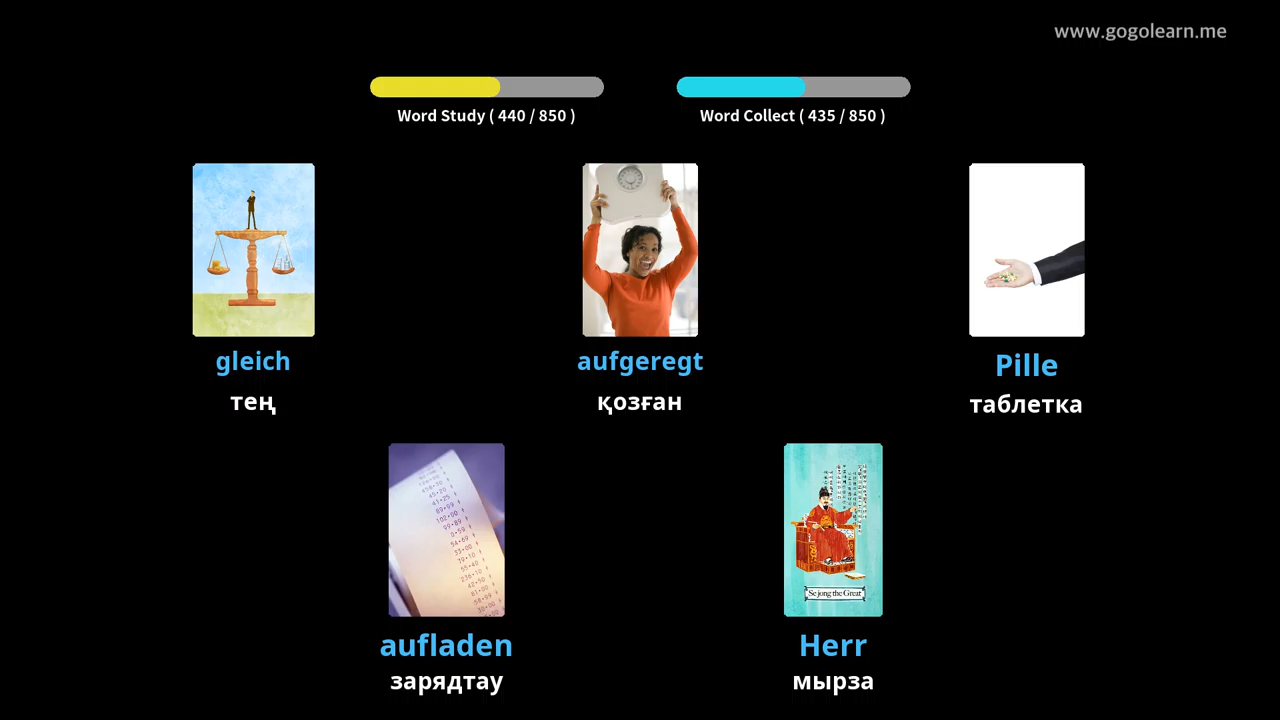 www.gogolearn.me
Word Study ( 440 / 850 )
Word Collect ( 435 / 850 )
gleich
тең
aufgeregt
қозған
Pille
таблетка
Se jong the Great
aufladen
зарядтау
Herr
мырза